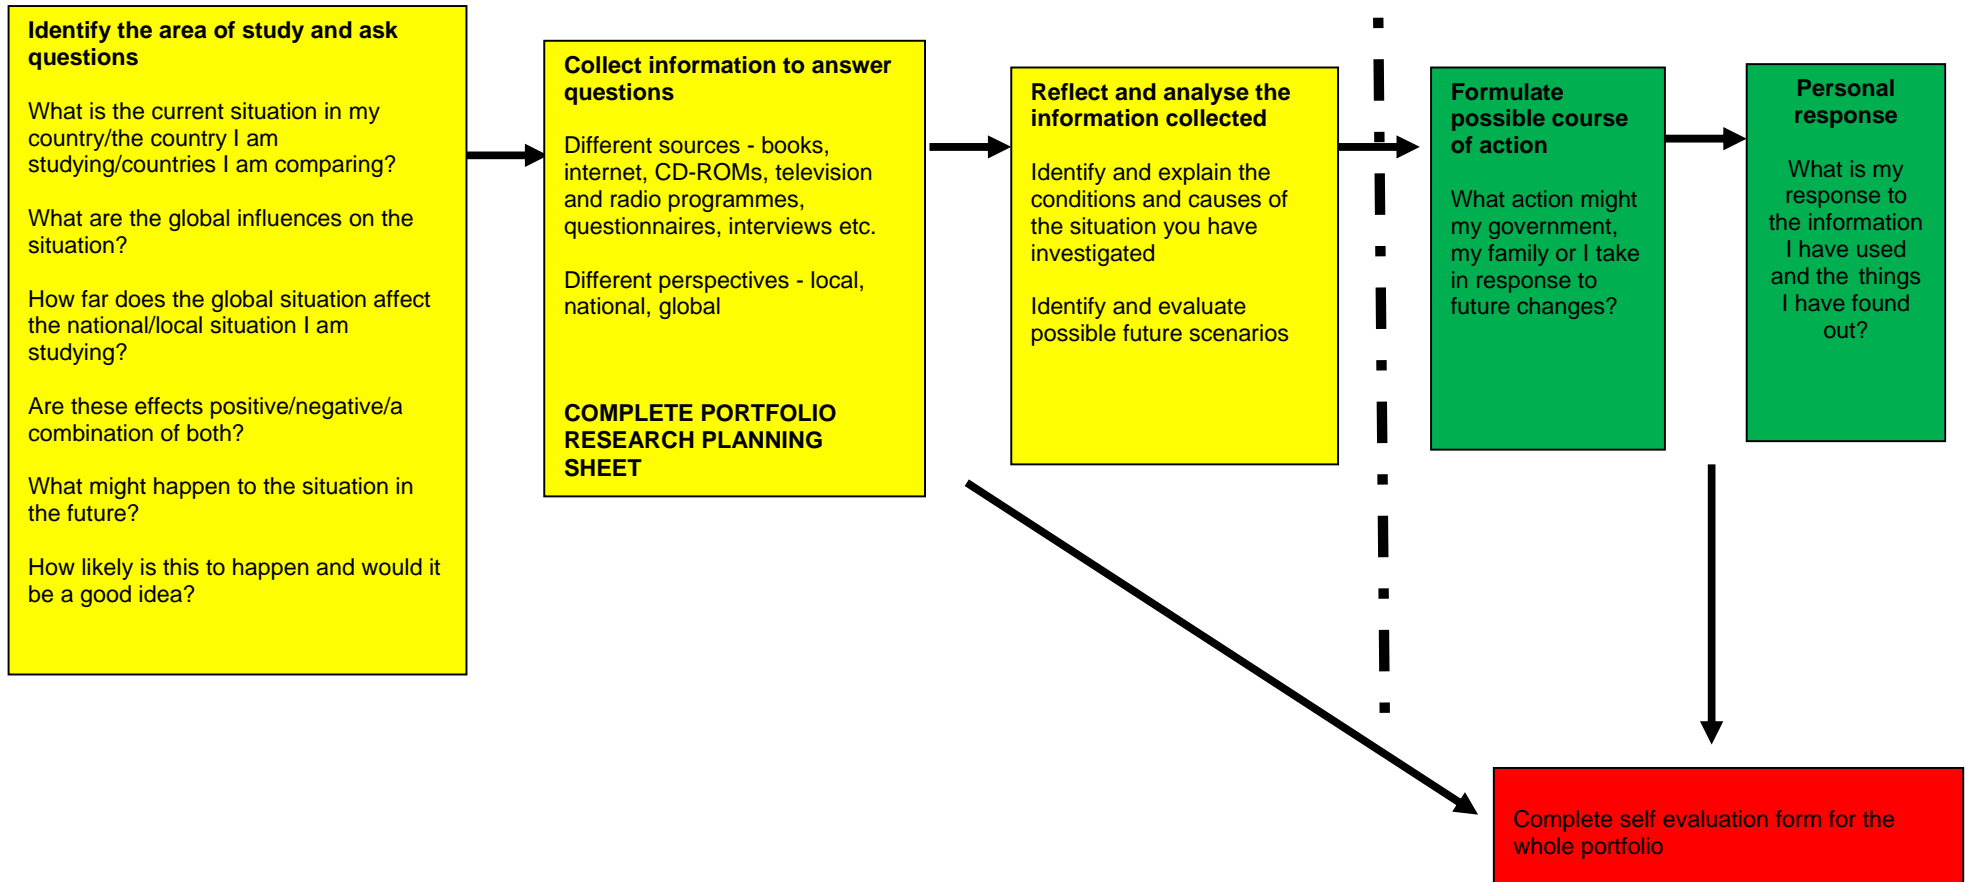 Identify the area of study and ask
questions
What is the current situation in my
country/the country I am
studying/countries I am comparing?
What are the global influences on the
situation?
How far does the global situation affect
the national/local situation I am
studying?
Are these effects positive/negative/a
combination of both?
What might happen to the situation in
the future?
How likely is this to happen and would it
be a good idea?
Collect information to answer
questions
Different sources - books,
internet, CD-ROMs, television
and radio programmes,
questionnaires, interviews etc.
Different perspectives - local,
national, global
COMPLETE PORTFOLIO
RESEARCH PLANNING
SHEET
Reflect and analyse the
information collected
Identify and explain the
conditions and causes of
the situation you have
investigated
Identify and evaluate
possible future scenarios
Formulate
possible course
of action
What action might
my government,
my family or I take
in response to
future changes?
Personal
response
What is my
response to
the information
I have used
and the things
I have found
out?
Complete self evaluation form for the
whole portfolio